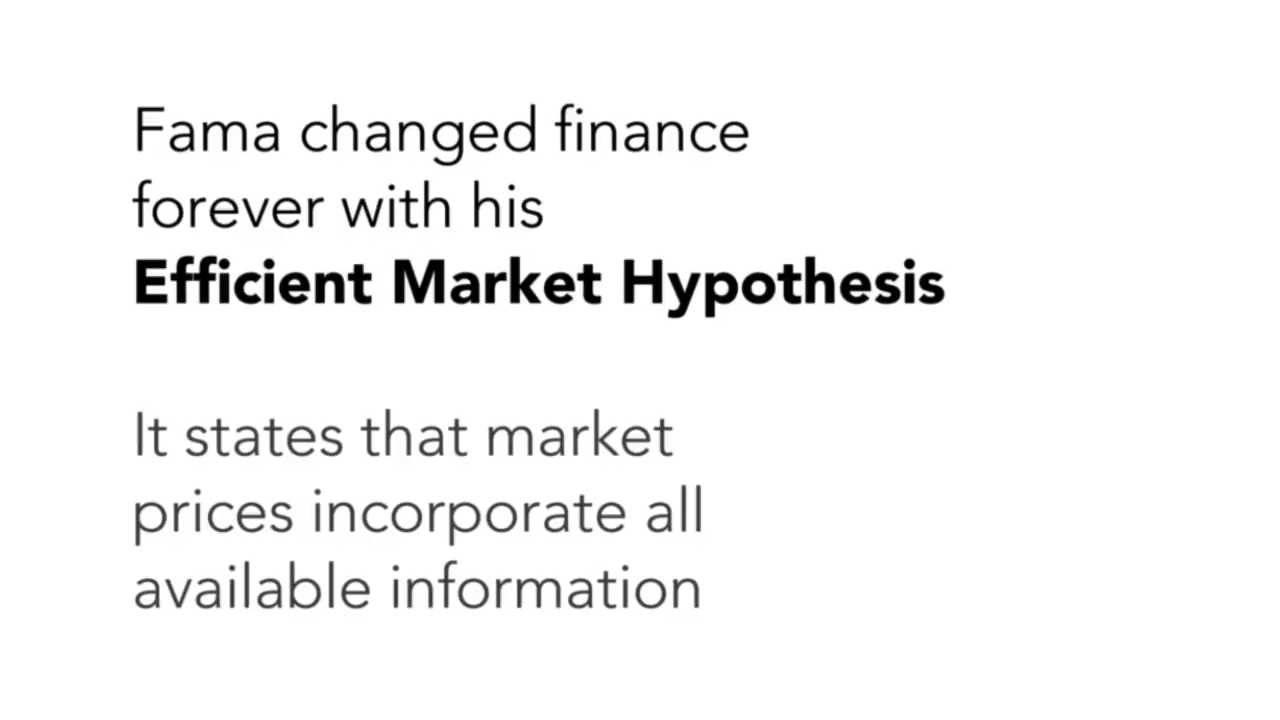 Fama changed finance
forever with his
Efficient Market Hypothesis
It states that market
prices incorporate all
available information